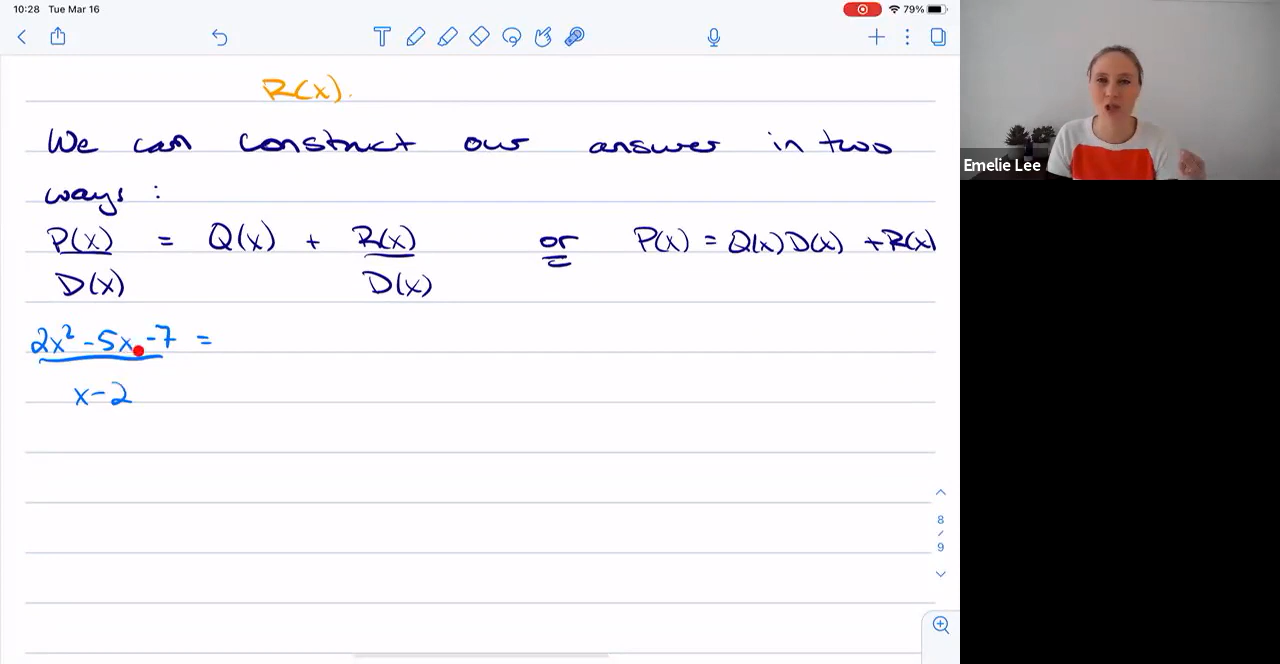 10:28 Tue Mar 16
79%
R(x).
We can construct our answer in two
ways :
P(x) = Q(x) + R(x) or P(x) = Q(x) D(x) + R(x)
D(x) D(x)
2x² - 5x - 7 =
x - 2
Emelie Lee
8
/
9